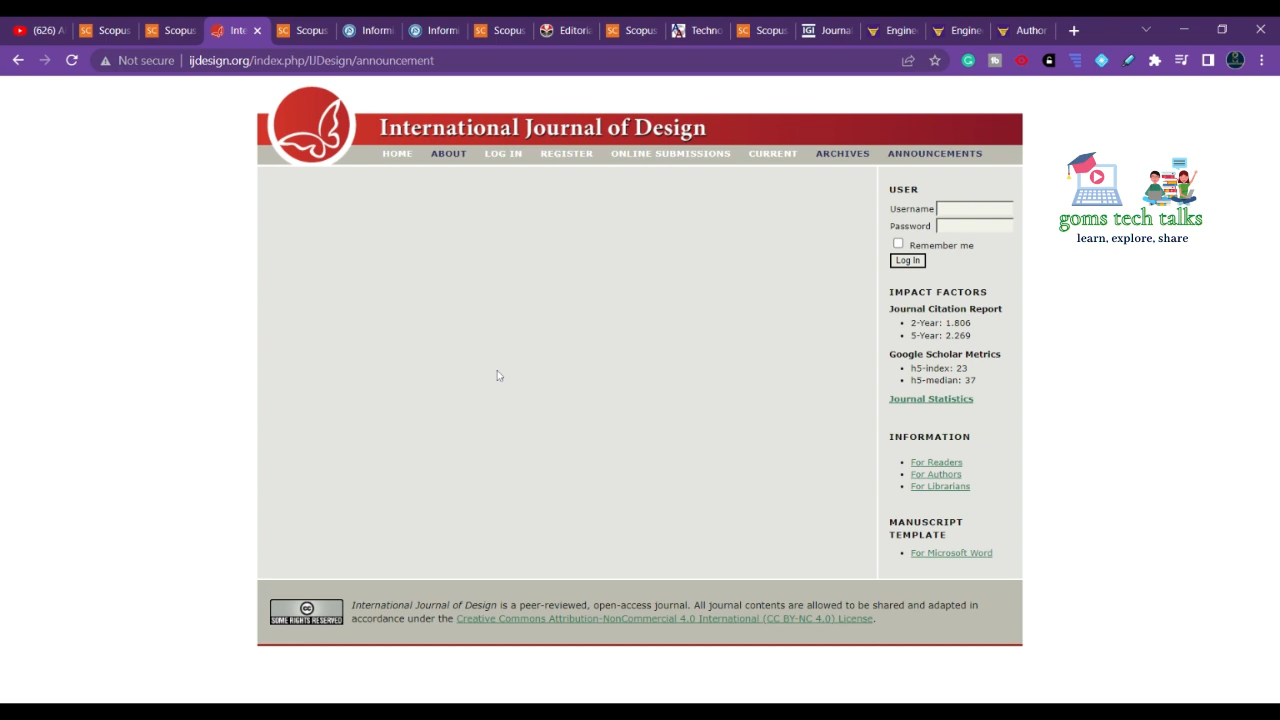 (626) A
Scopus
Scopus
Inte
Scopus
Inform
Inform
Scopus
Editoria
Scopus
Techno
Scopus
Journal
Engine
Engine
Author
Not secure
ijdesign.org/index.php/IJDesign/announcement
International Journal of Design
HOME ABOUT LOG IN REGISTER ONLINE SUBMISSIONS CURRENT ARCHIVES ANNOUNCEMENTS
USER
Username
Password
Remember me
Log In
IMPACT FACTORS
Journal Citation Report
2-Year: 1.806
5-Year: 2.269
Google Scholar Metrics
h5-index: 23
h5-median: 37
Journal Statistics
INFORMATION
For Readers
For Authors
For Librarians
MANUSCRIPT
TEMPLATE
For Microsoft Word
goms tech talks
learn, explore, share
CC
SOME RIGHTS RESERVED
International Journal of Design is a peer-reviewed, open-access journal. All journal contents are allowed to be shared and adapted in
accordance under the Creative Commons Attribution-NonCommercial 4.0 International (CC BY-NC 4.0) License.